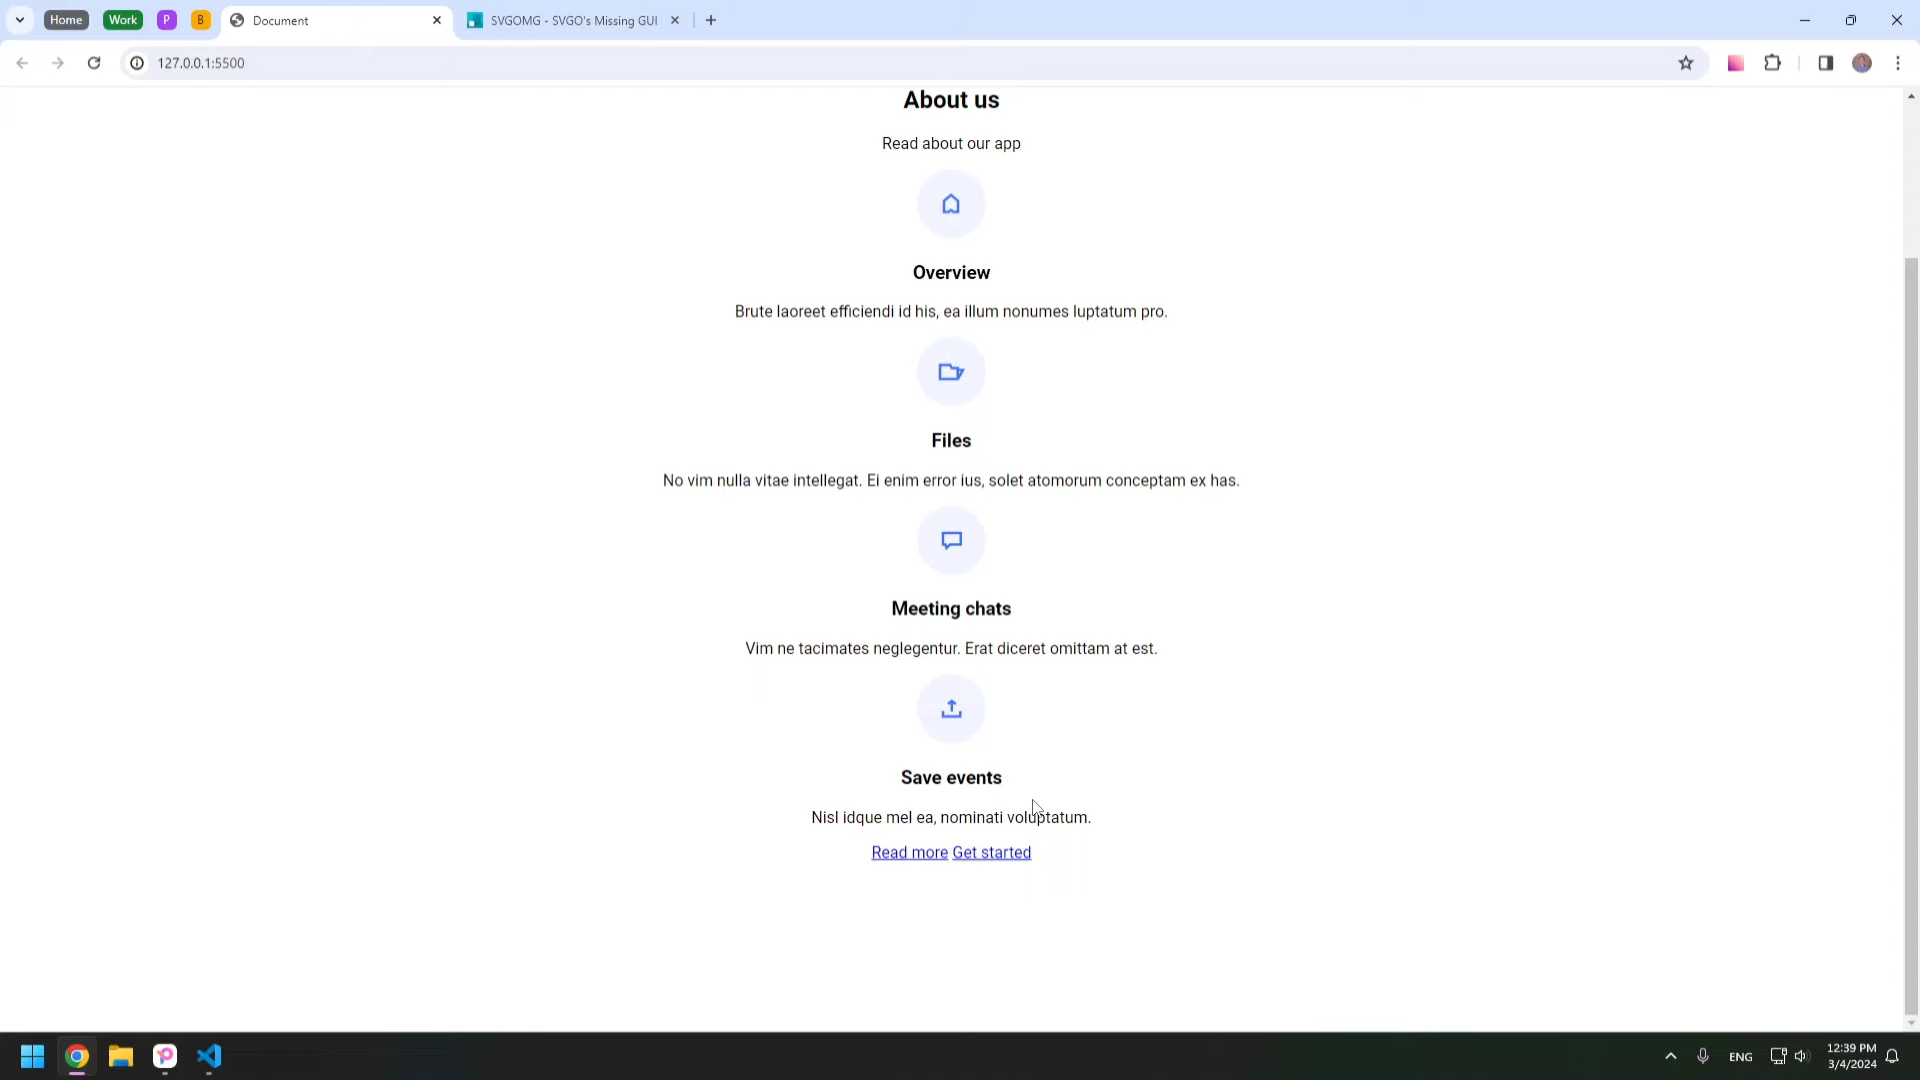 Home
Work
P
B
Document
SVGOMG - SVGO's Missing GUI
127.0.0.1:5500
About us
Read about our app
Overview
Brute laoreet efficiendi id his, ea illum nonumes luptatum pro.
Files
No vim nulla vitae intellegat. Ei enim error ius, solet atomorum conceptam ex has.
Meeting chats
Vim ne tacimates neglegentur. Erat diceret omittam at est.
Save events
Nisl idque mel ea, nominati voluptatum.
Read more Get started
ENG
12:39 PM
3/4/2024